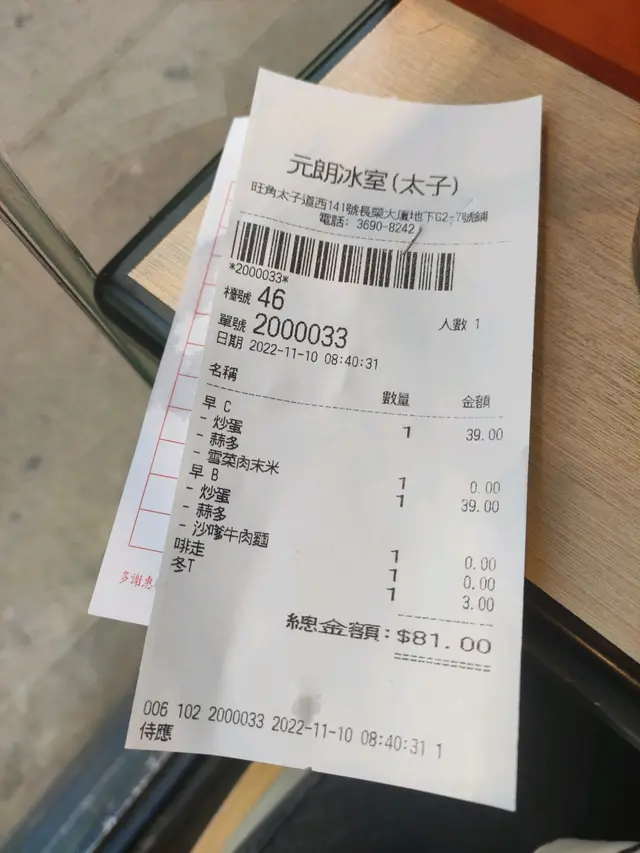 元朗冰室(太子)
旺角太子道西141號長榮大廈地下G2-7號鋪
電話: 3690-8242
*2000033*
檯號 46
人數 1
單號 2000033
日期 2022-11-10 08:40:31
名稱 數量 金額
早 C 1 39.00
- 炒蛋
- 蒜多
- 雪菜肉末米 1 0.00
早 B 1 39.00
- 炒蛋
- 蒜多
- 沙嗲牛肉麵 1 0.00
啡走 1 0.00
冬T 1 3.00
總金額: $81.00
006 102 2000033 2022-11-10 08:40:31 1
侍應
多謝惠